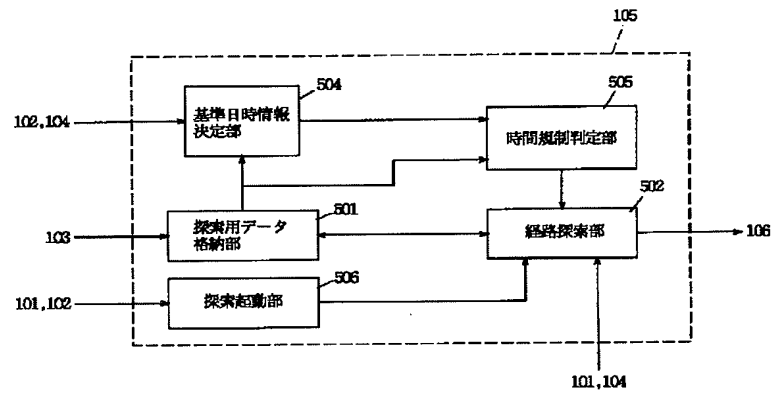 105
504
基準日時情報
決定部
102,104
505
時間規制判定部
501
探索用データ
格納部
103
502
経路探索部
106
506
探索起動部
101,102
101,104